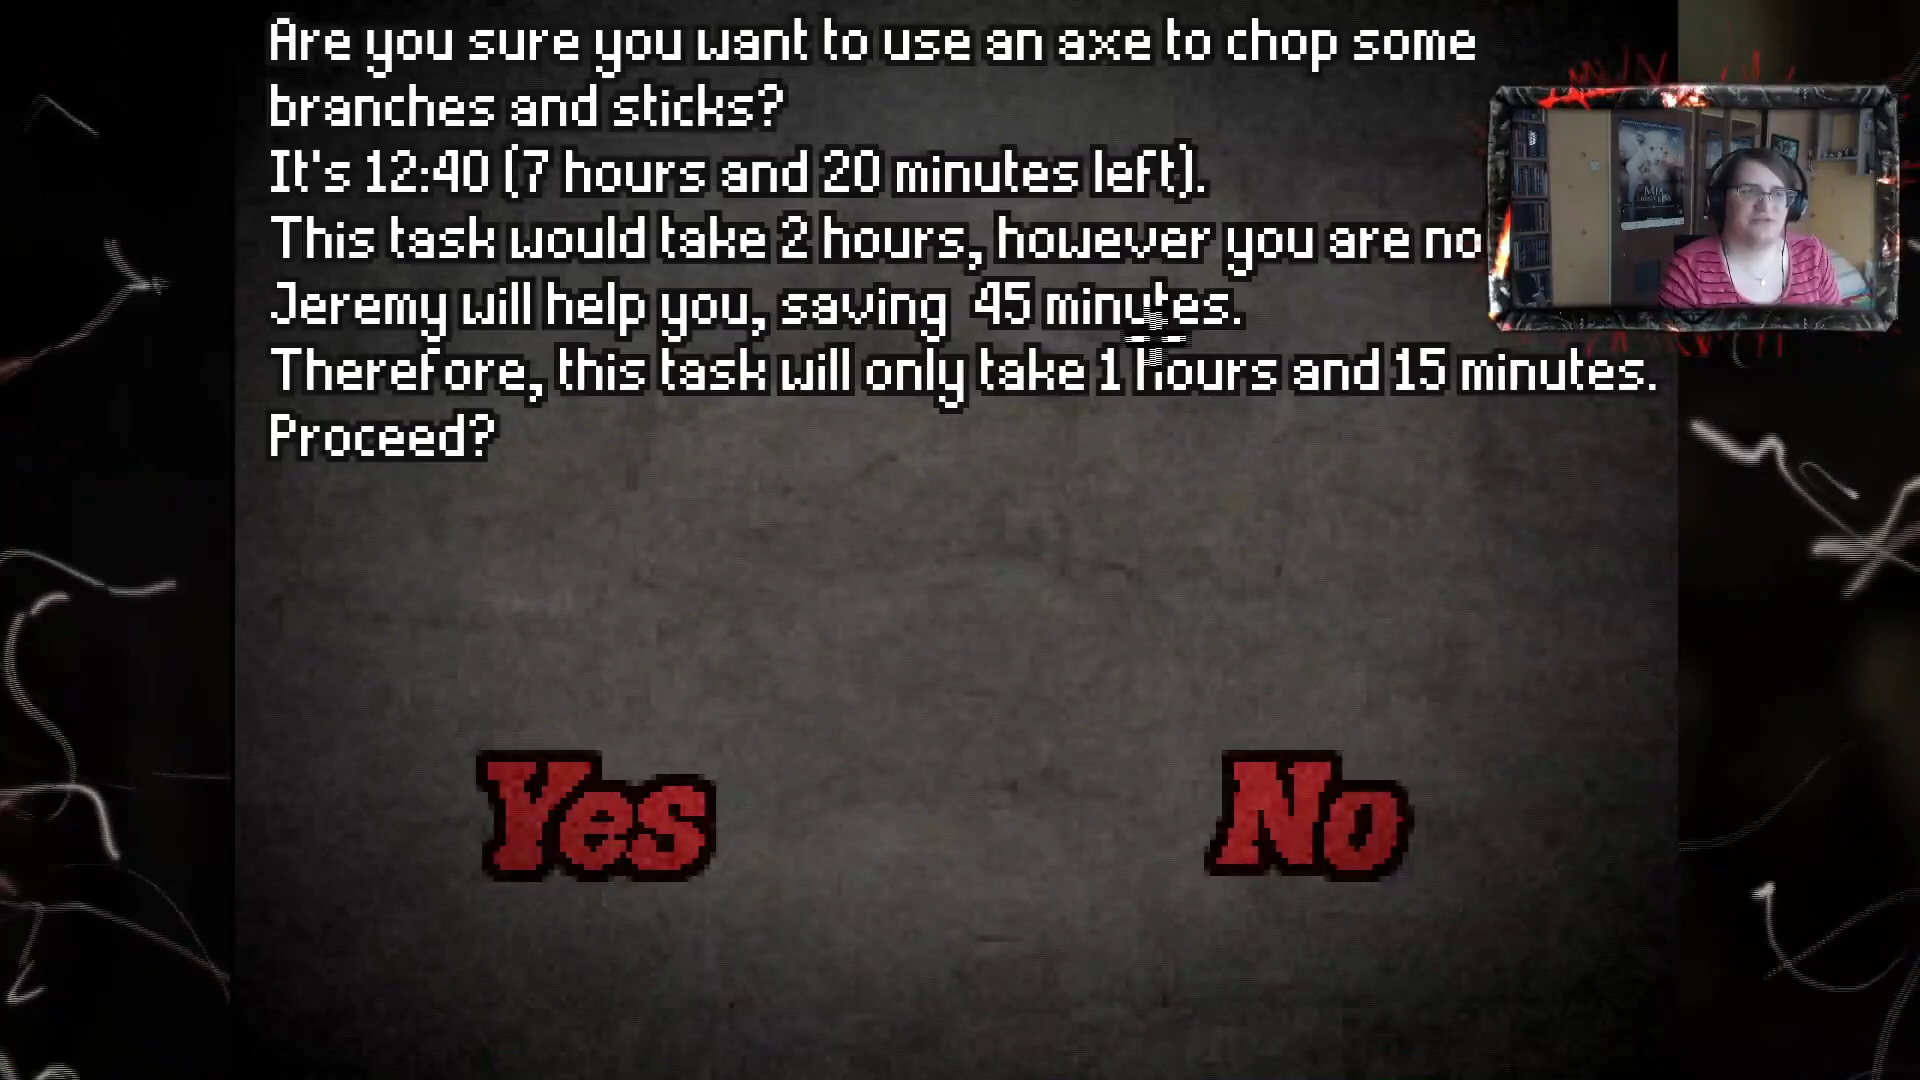 Are you sure you want to use an axe to chop some
branches and sticks?
It's 12:40 (7 hours and 20 minutes left).
This task would take 2 hours, however you are no
Jeremy will help you, saving 45 minutes.
Therefore, this task will only take 1 hours and 15 minutes.
Proceed?
Yes
No